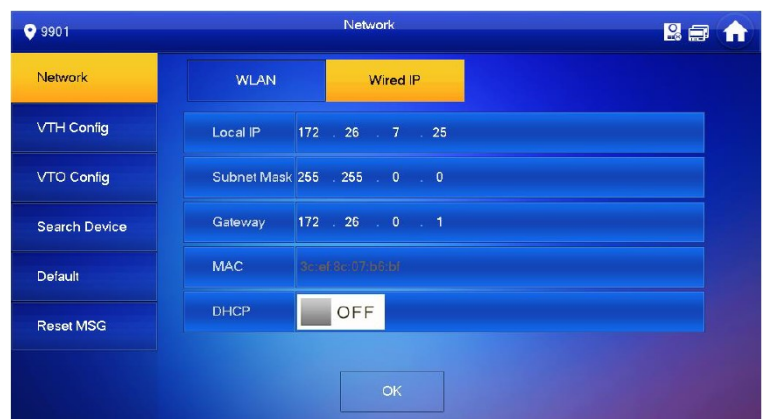 9901 Network
Network
WLAN Wired IP
VTH Config
Local IP 172 . 26 . 7 . 25
VTO Config
Subnet Mask 255 . 255 . 0 . 0
Search Device
Gateway 172 . 26 . 0 . 1
Default
MAC 3c:ef:8c:07:b6:bf
Reset MSG
DHCP OFF
OK